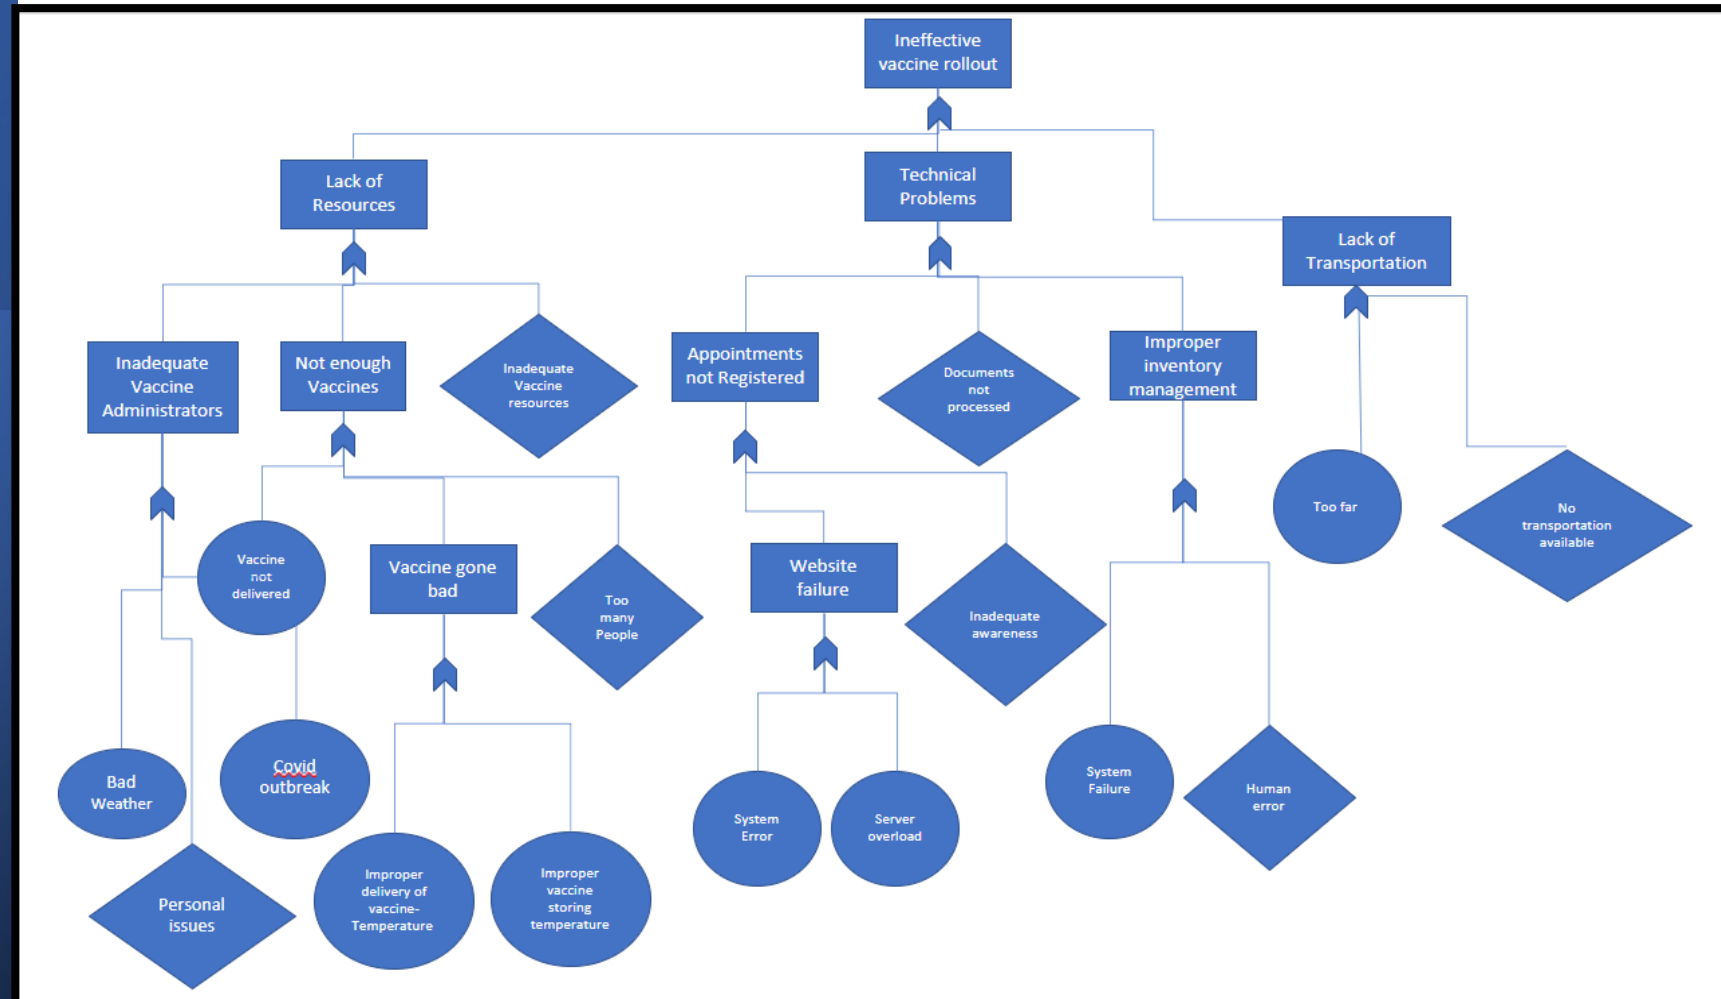 Ineffective
vaccine rollout
Lack of
Resources
Technical
Problems
Lack of
Transportation
Inadequate
Vaccine
Administrators
Not enough
Vaccines
Inadequate
Vaccine
resources
Appointments
not Registered
Documents
not
processed
Improper
inventory
management
Too far
No
transportation
available
Vaccine
not
delivered
Vaccine gone
bad
Too
many
People
Website
failure
Inadequate
awareness
Bad
Weather
Covid
outbreak
Personal
issues
Improper
delivery of
vaccine-
Temperature
Improper
vaccine
storing
temperature
System
Error
Server
overload
System
Failure
Human
error